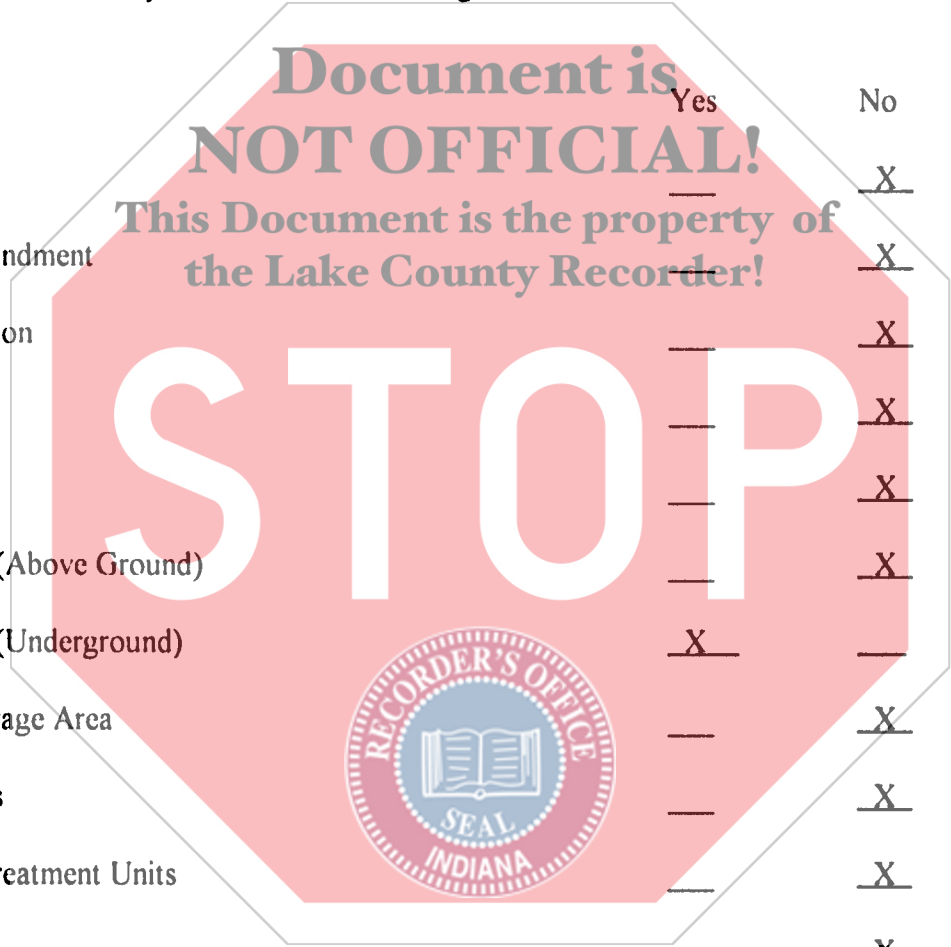 Document is
Yes No
NOT OFFICIAL!
X
This Document is the property of
ndment X
the Lake County Recorder!
on X
STOP
X
X
(Above Ground) X
(Underground) X
RECORDER'S OFFICE
age Area X
s X
SEAL
INDIANA
reatment Units X